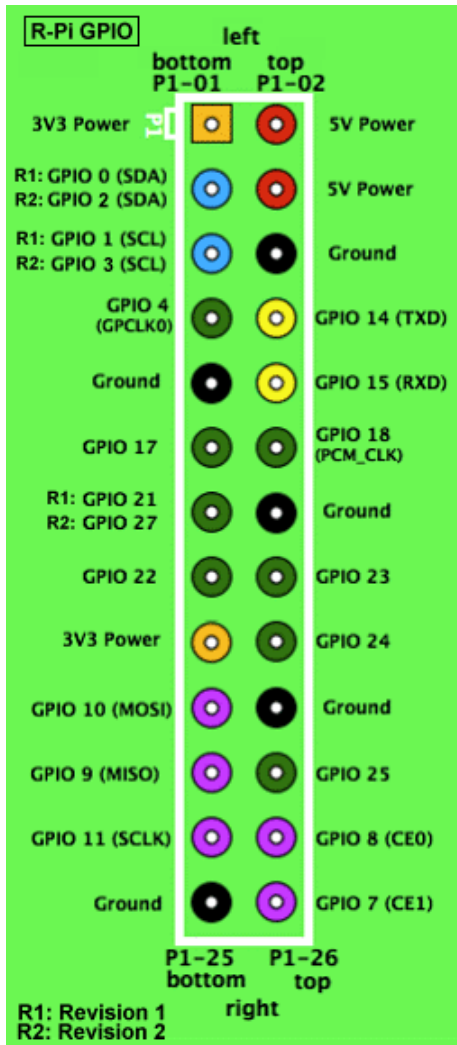 R-Pi GPIO
left
bottom top
P1-01 P1-02
3V3 Power P1 5V Power
R1: GPIO 0 (SDA)
R2: GPIO 2 (SDA) 5V Power
R1: GPIO 1 (SCL)
R2: GPIO 3 (SCL) Ground
GPIO 4
(GPCLK0) GPIO 14 (TXD)
Ground GPIO 15 (RXD)
GPIO 17 GPIO 18
(PCM_CLK)
R1: GPIO 21
R2: GPIO 27 Ground
GPIO 22 GPIO 23
3V3 Power GPIO 24
GPIO 10 (MOSI) Ground
GPIO 9 (MISO) GPIO 25
GPIO 11 (SCLK) GPIO 8 (CE0)
Ground GPIO 7 (CE1)
P1-25 P1-26
bottom top
right
R1: Revision 1
R2: Revision 2